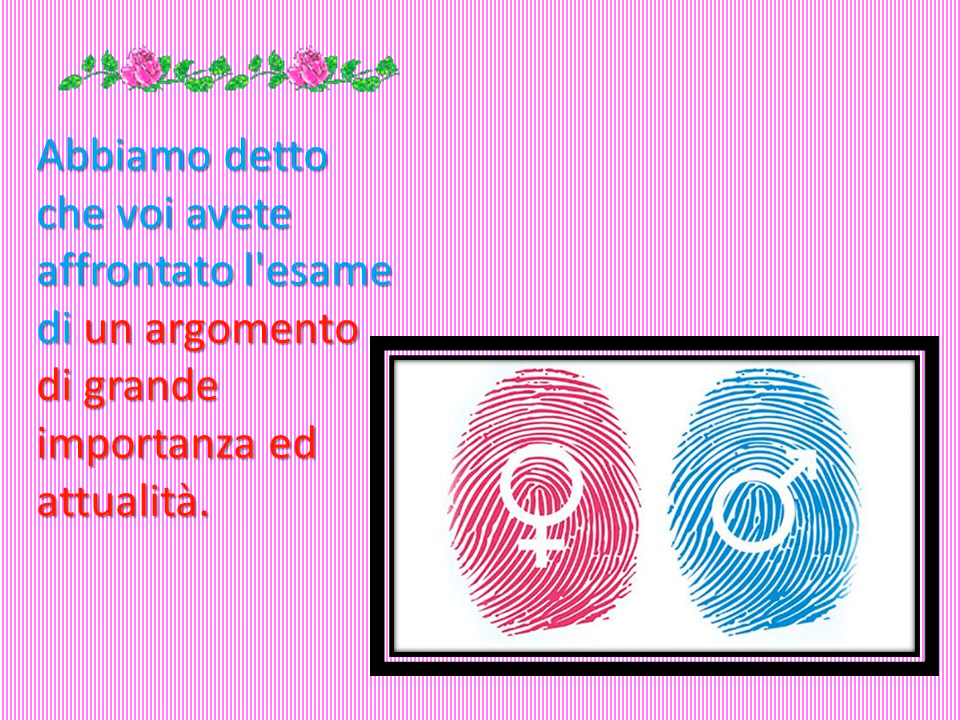 Abbiamo detto
che voi avete
affrontato l'esame
di un argomento
di grande
importanza ed
attualità.